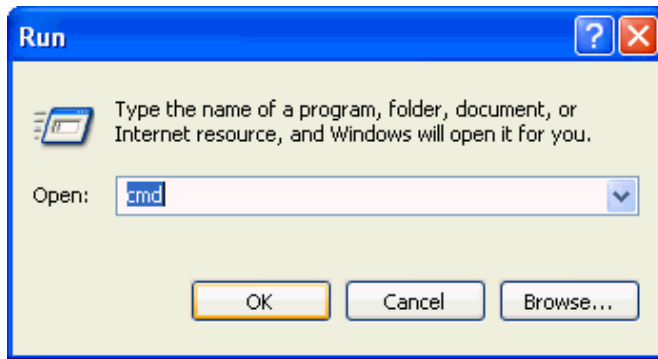 Run
Type the name of a program, folder, document, or
Internet resource, and Windows will open it for you.
Open: cmd
OK Cancel Browse...